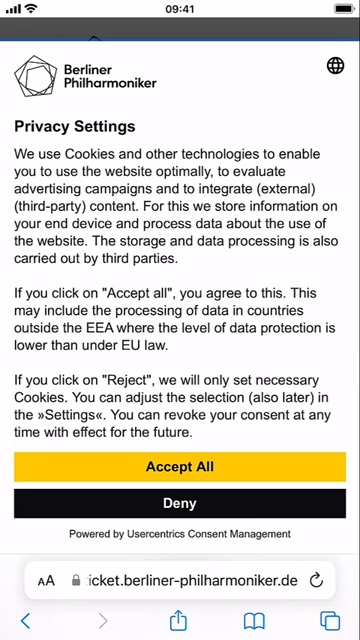 09:41
Berliner
Philharmoniker
Privacy Settings
We use Cookies and other technologies to enable
you to use the website optimally, to evaluate
advertising campaigns and to integrate (external)
(third-party) content. For this we store information on
your end device and process data about the use of
the website. The storage and data processing is also
carried out by third parties.
If you click on "Accept all", you agree to this. This
may include the processing of data in countries
outside the EEA where the level of data protection is
lower than under EU law.
If you click on "Reject", we will only set necessary
Cookies. You can adjust the selection (also later) in
the »Settings«. You can revoke your consent at any
time with effect for the future.
Accept All
Deny
Powered by Usercentrics Consent Management
AA icket.berliner-philharmoniker.de